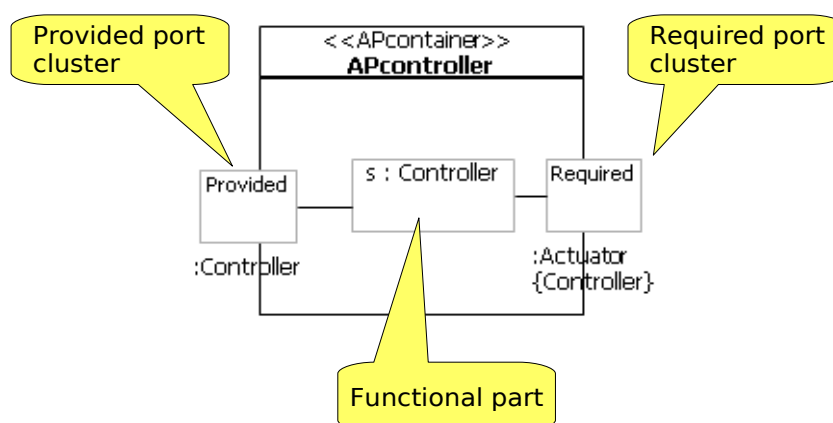 Provided port
cluster
<<APcontainer>>
APcontroller
Required port
cluster
Provided
s : Controller
Required
:Controller
:Actuator
{Controller}
Functional part